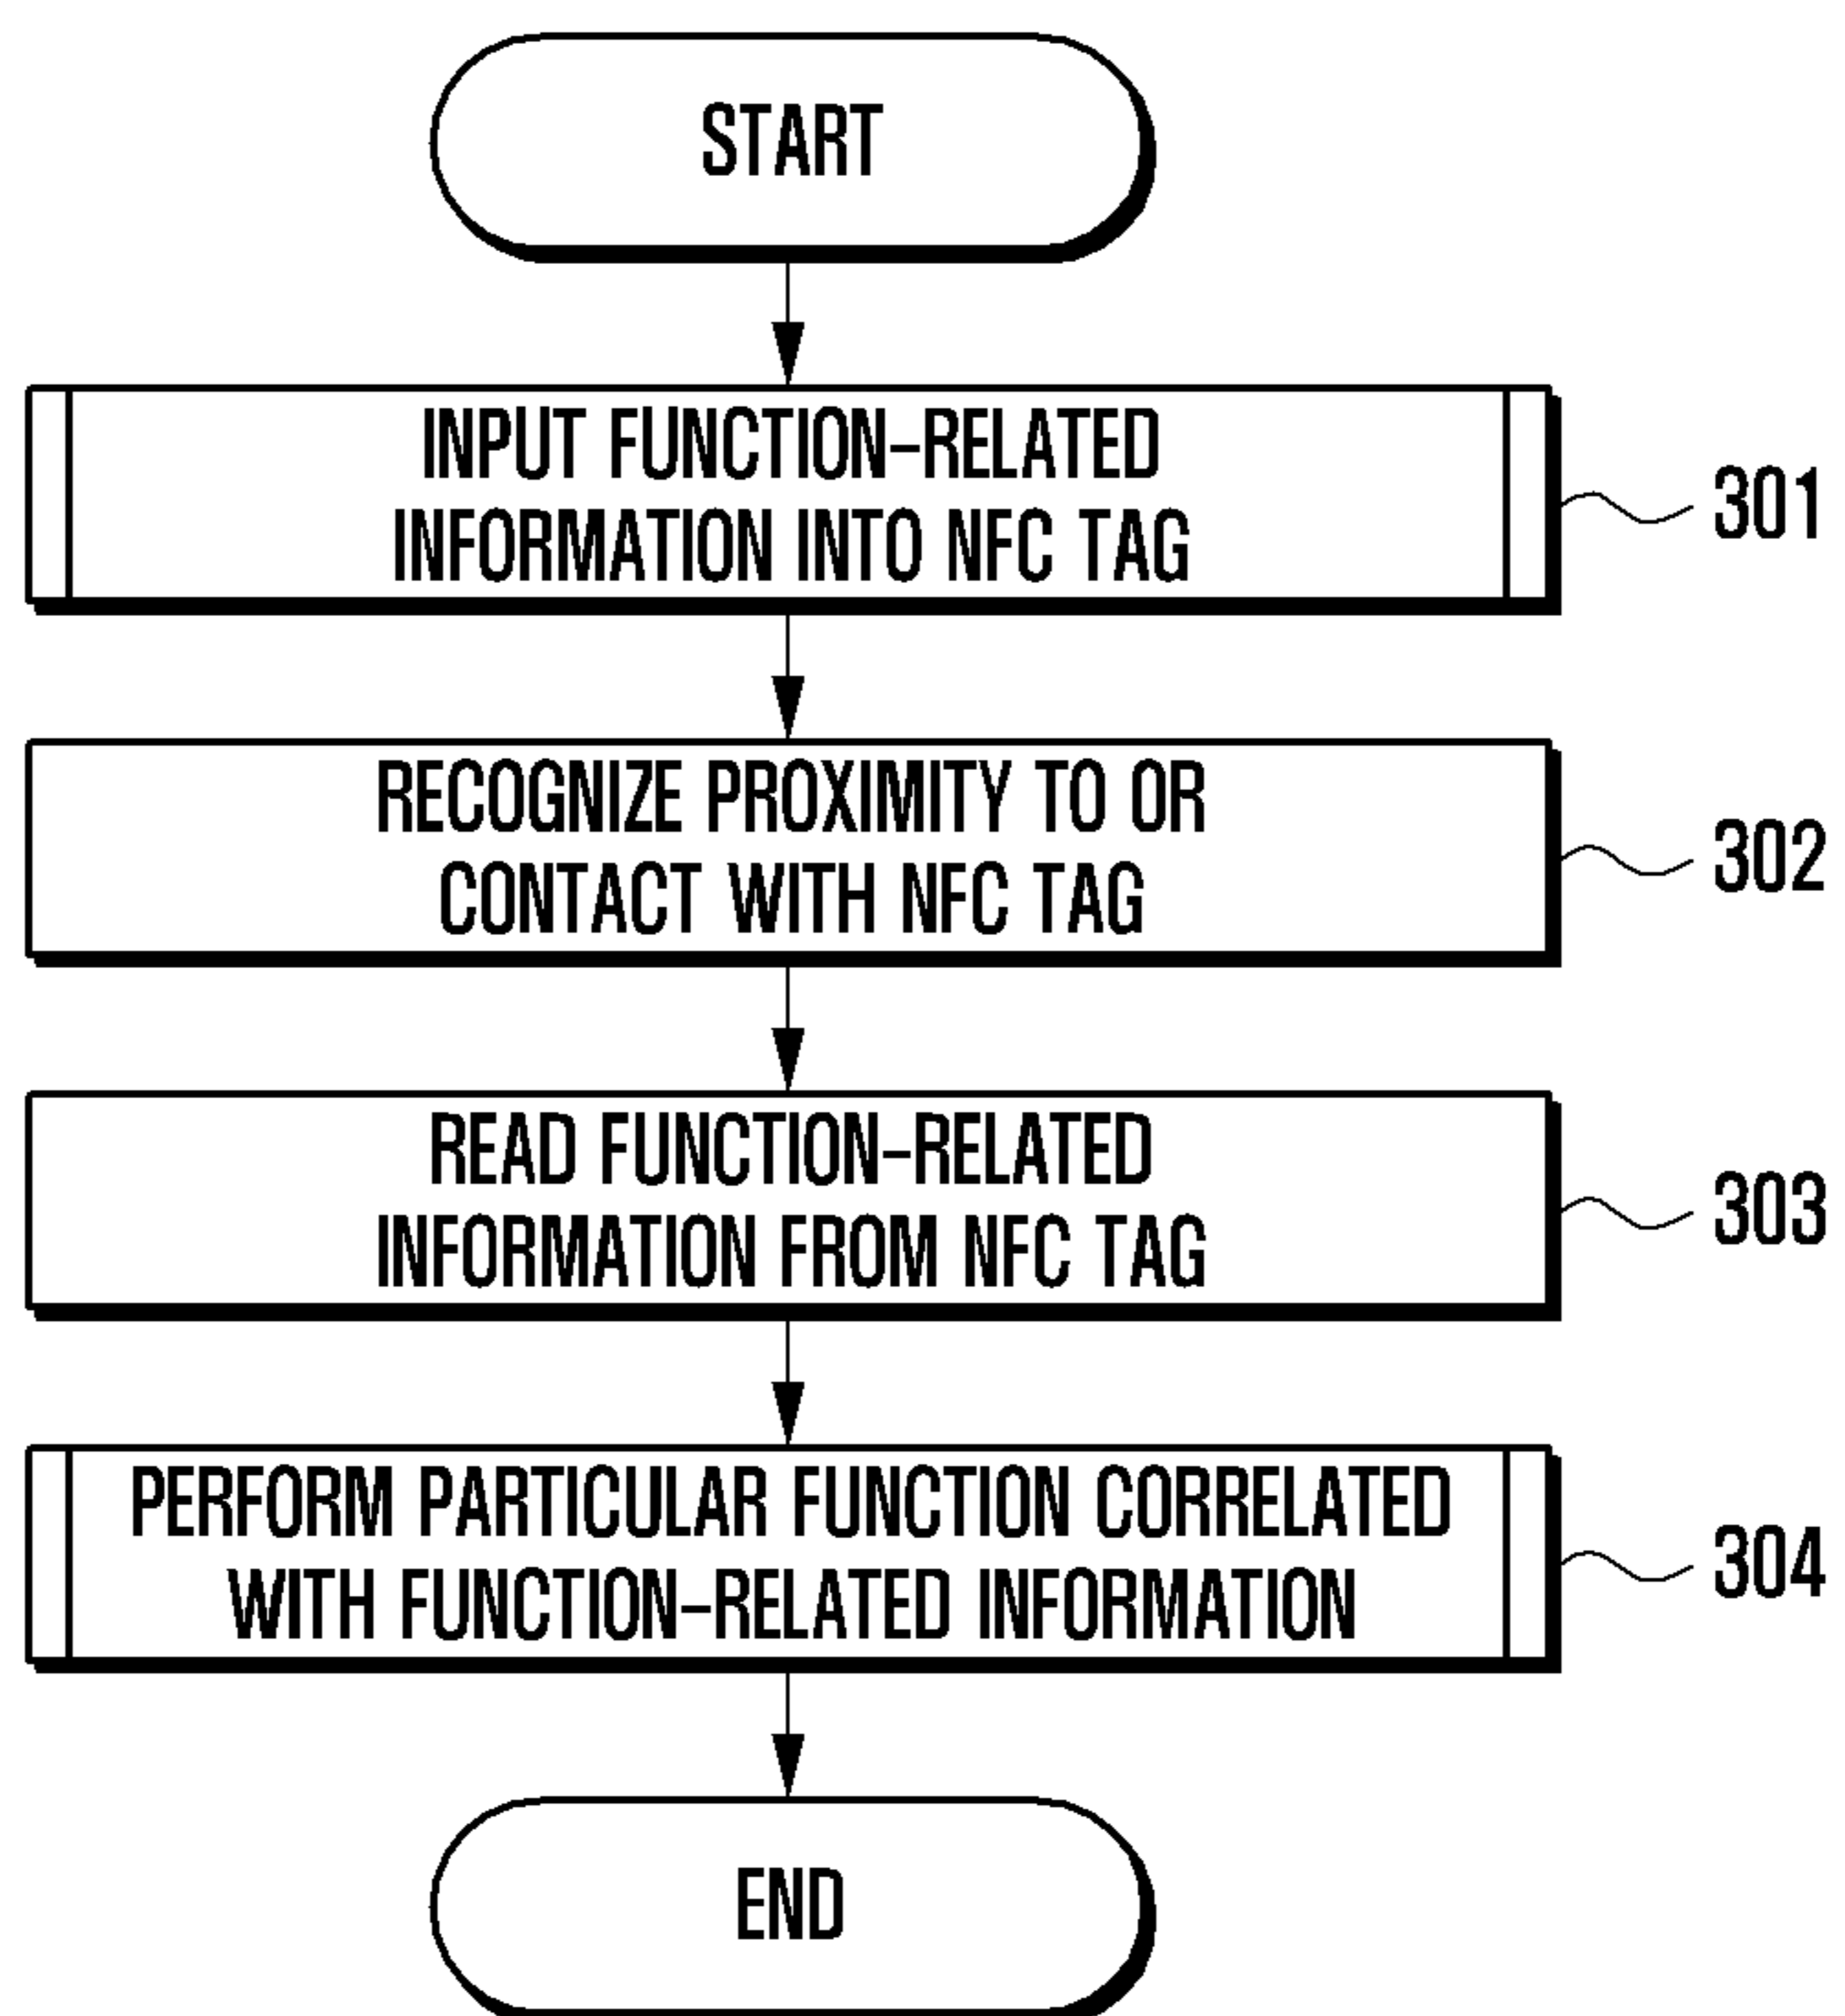 START
INPUT FUNCTION-RELATED
INFORMATION INTO NFC TAG
301
RECOGNIZE PROXIMITY TO OR
CONTACT WITH NFC TAG
302
READ FUNCTION-RELATED
INFORMATION FROM NFC TAG
303
PERFORM PARTICULAR FUNCTION CORRELATED
WITH FUNCTION-RELATED INFORMATION
304
END